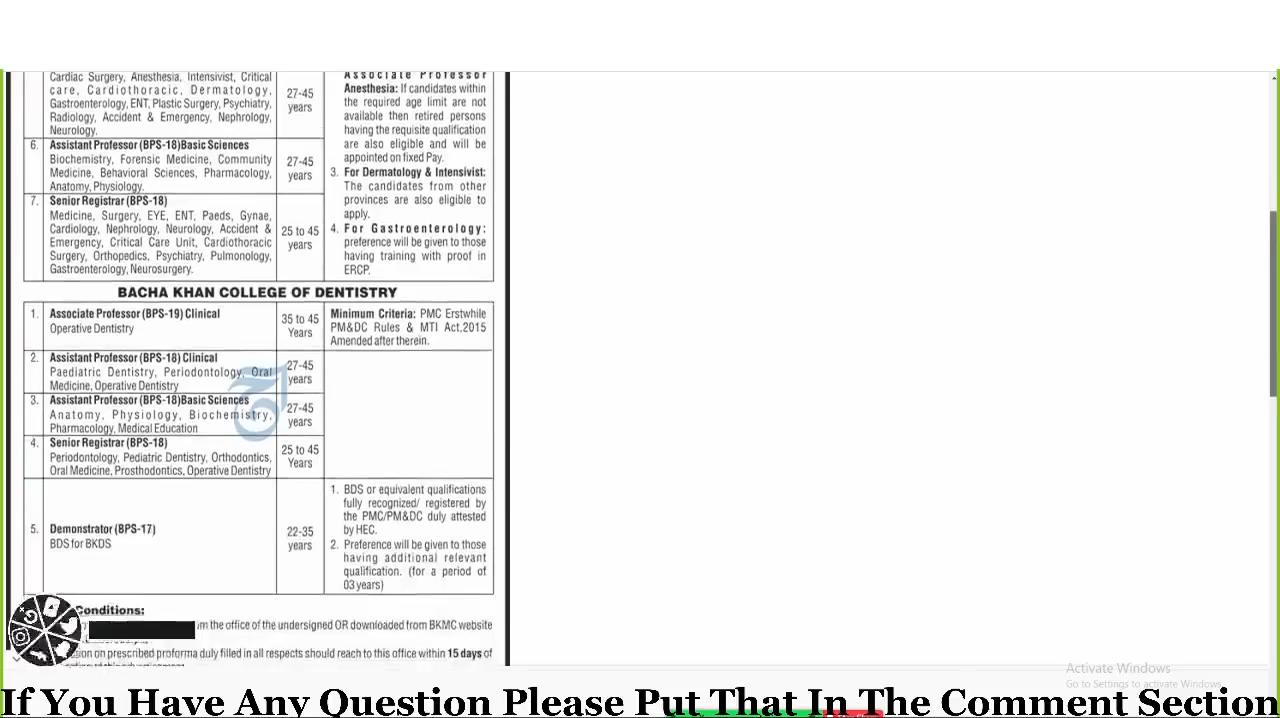 Cardiac Surgery, Anesthesia, Intensivist, Critical
care, Cardiothoracic, Dermatology,
Gastroenterology, ENT, Plastic Surgery, Psychiatry,
Radiology, Accident & Emergency, Nephrology,
Neurology.
27-45
years
6. Assistant Professor (BPS-18)Basic Sciences
Biochemistry, Forensic Medicine, Community
Medicine, Behavioral Sciences, Pharmacology,
Anatomy, Physiology.
27-45
years
7. Senior Registrar (BPS-18)
Medicine, Surgery, EYE, ENT, Paeds, Gynae,
Cardiology, Nephrology, Neurology, Accident &
Emergency, Critical Care Unit, Cardiothoracic
Surgery, Orthopedics, Psychiatry, Pulmonology,
Gastroenterology, Neurosurgery.
25 to 45
years
Associate Professor
Anesthesia: If candidates within
the required age limit are not
available then retired persons
having the requisite qualification
are also eligible and will be
appointed on fixed Pay.
3. For Dermatology & Intensivist:
The candidates from other
provinces are also eligible to
apply.
4. For Gastroenterology:
preference will be given to those
having training with proof in
ERCP.
BACHA KHAN COLLEGE OF DENTISTRY
1. Associate Professor (BPS-19) Clinical
Operative Dentistry
35 to 45
Years
Minimum Criteria: PMC Erstwhile
PM&DC Rules & MTI Act,2015
Amended after therein.
2. Assistant Professor (BPS-18) Clinical
Paediatric Dentistry, Periodontology, Oral
Medicine, Operative Dentistry
27-45
years
3. Assistant Professor (BPS-18)Basic Sciences
Anatomy, Physiology, Biochemistry,
Pharmacology, Medical Education
27-45
years
4. Senior Registrar (BPS-18)
Periodontology, Pediatric Dentistry, Orthodontics,
Oral Medicine, Prosthodontics, Operative Dentistry
25 to 45
Years
5. Demonstrator (BPS-17)
BDS for BKDS
22-35
years
1. BDS or equivalent qualifications
fully recognized/ registered by
the PMC/PM&DC duly attested
by HEC.
2. Preference will be given to those
having additional relevant
qualification. (for a period of
03 years)
Conditions:
the office of the undersigned OR downloaded from BKMC website
on prescribed proforma duly filled in all respects should reach to this office within 15 days of
Activate Windows
Go to Settings to activate Windows.
If You Have Any Question Please Put That In The Comment Section